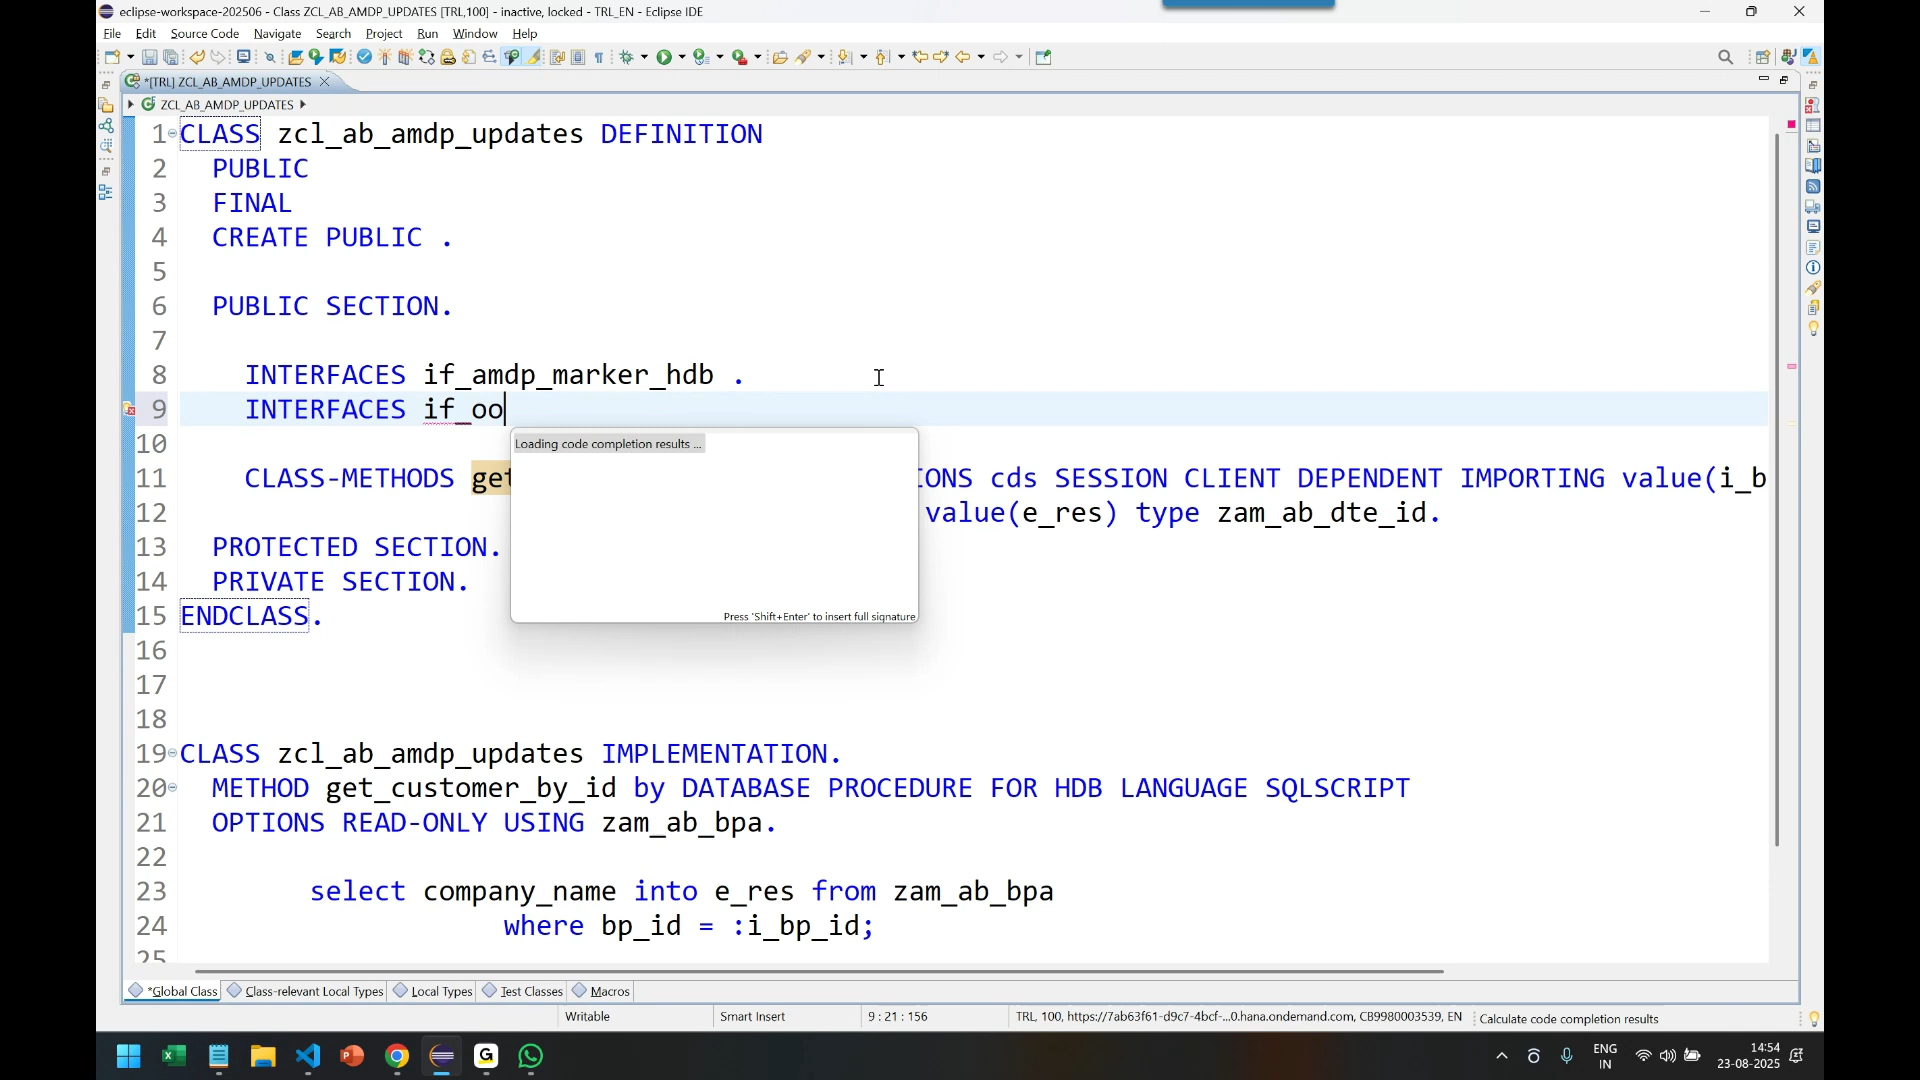 eclipse-workspace-202506 - Class ZCL_AB_AMDP_UPDATES [TRL,100] - inactive, locked - TRL_EN - Eclipse IDE
File Edit Source Code Navigate Search Project Run Window Help
*[TRL] ZCL_AB_AMDP_UPDATES
ZCL_AB_AMDP_UPDATES
1 CLASS zcl_ab_amdp_updates DEFINITION
2 PUBLIC
3 FINAL
4 CREATE PUBLIC .
5
6 PUBLIC SECTION.
7
8 INTERFACES if_amdp_marker_hdb .
9 INTERFACES if_oo
Loading code completion results ...
10
11 CLASS-METHODS get IONS cds SESSION CLIENT DEPENDENT IMPORTING value(i_b
12 value(e_res) type zam_ab_dte_id.
13 PROTECTED SECTION.
14 PRIVATE SECTION.
Press 'Shift+Enter' to insert full signature
15 ENDCLASS.
16
17
18
19 CLASS zcl_ab_amdp_updates IMPLEMENTATION.
20 METHOD get_customer_by_id by DATABASE PROCEDURE FOR HDB LANGUAGE SQLSCRIPT
21 OPTIONS READ-ONLY USING zam_ab_bpa.
22
23 select company_name into e_res from zam_ab_bpa
24 where bp_id = :i_bp_id;
25
*Global Class Class-relevant Local Types Local Types Test Classes Macros
Writable Smart Insert 9 : 21 : 156 TRL, 100, https://7ab63f61-d9c7-4bcf-...0.hana.ondemand.com, CB9980003539, EN Calculate code completion results
ENG
IN
14:54
23-08-2025